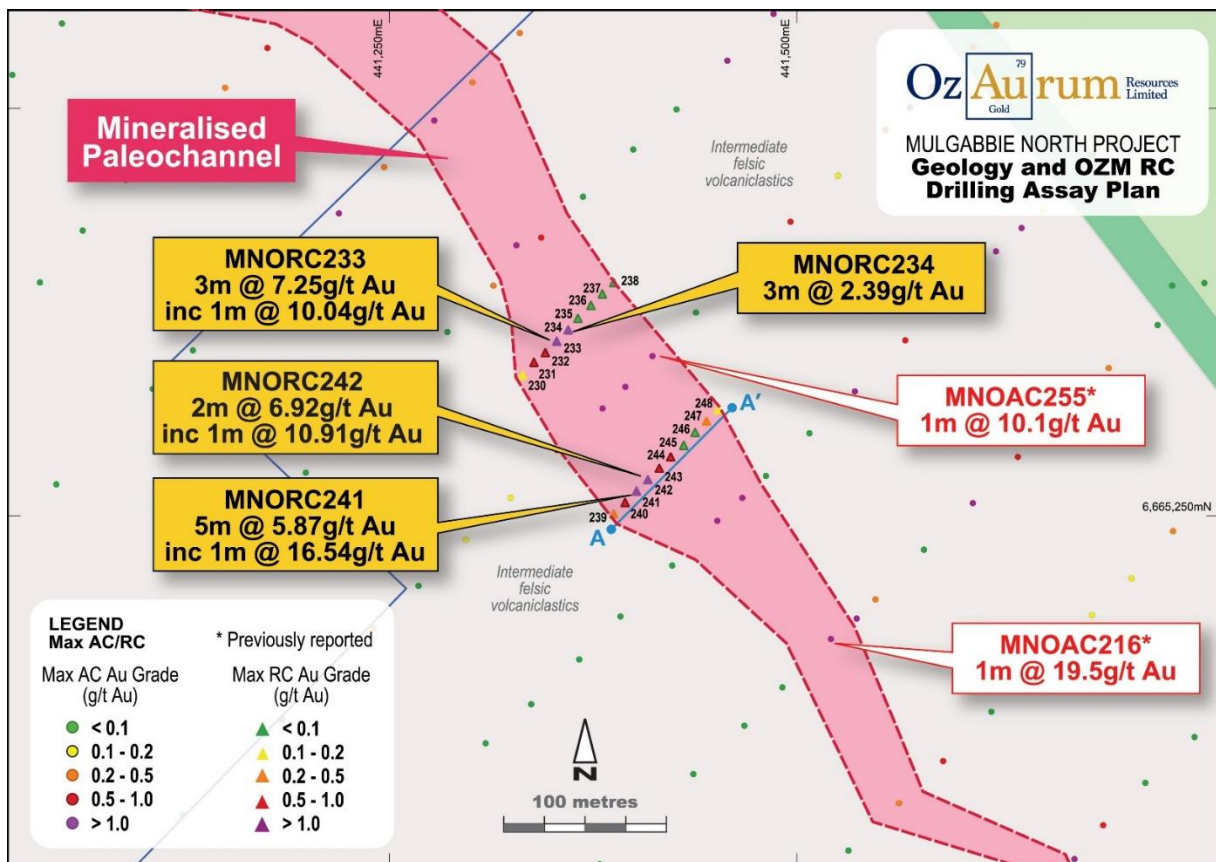 441,250mE
441,500mE
79
OzAurum Resources
Limited
Gold
MULGABBIE NORTH PROJECT
Geology and OZM RC
Drilling Assay Plan
Mineralised
Paleochannel
Intermediate
felsic
volcaniclastics
MNORC233
3m @ 7.25g/t Au
inc 1m @ 10.04g/t Au
MNORC234
3m @ 2.39g/t Au
238
237
236
235
234
233
232
231
230
MNORC242
2m @ 6.92g/t Au
inc 1m @ 10.91g/t Au
MNOAC255*
1m @ 10.1g/t Au
A'
248
247
246
245
244
243
242
241
240
239
A
MNORC241
5m @ 5.87g/t Au
inc 1m @ 16.54g/t Au
6,665,250mN
Intermediate
felsic
volcaniclastics
MNOAC216*
1m @ 19.5g/t Au
LEGEND
Max AC/RC
* Previously reported
Max AC Au Grade
(g/t Au)
< 0.1
0.1 - 0.2
0.2 - 0.5
0.5 - 1.0
> 1.0
Max RC Au Grade
(g/t Au)
< 0.1
0.1 - 0.2
0.2 - 0.5
0.5 - 1.0
> 1.0
N
100 metres